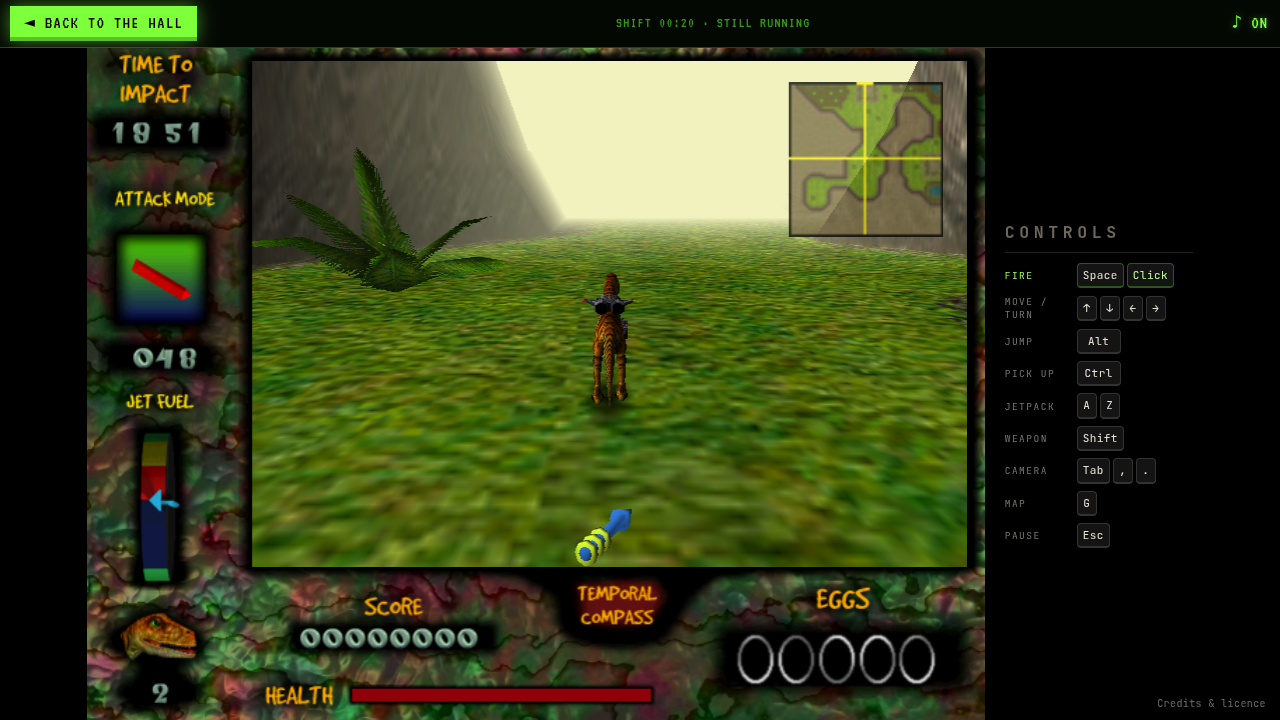 ◄ BACK TO THE HALL
SHIFT 00:20 · STILL RUNNING
♪ ON
TIME TO
IMPACT
19 51
ATTACK MODE
048
JET FUEL
2
SCORE
00000000
HEALTH
TEMPORAL
COMPASS
EGGS
CONTROLS
FIRE Space Click
MOVE /
TURN ↑ ↓ ← →
JUMP Alt
PICK UP Ctrl
JETPACK A Z
WEAPON Shift
CAMERA Tab , .
MAP G
PAUSE Esc
Credits & licence